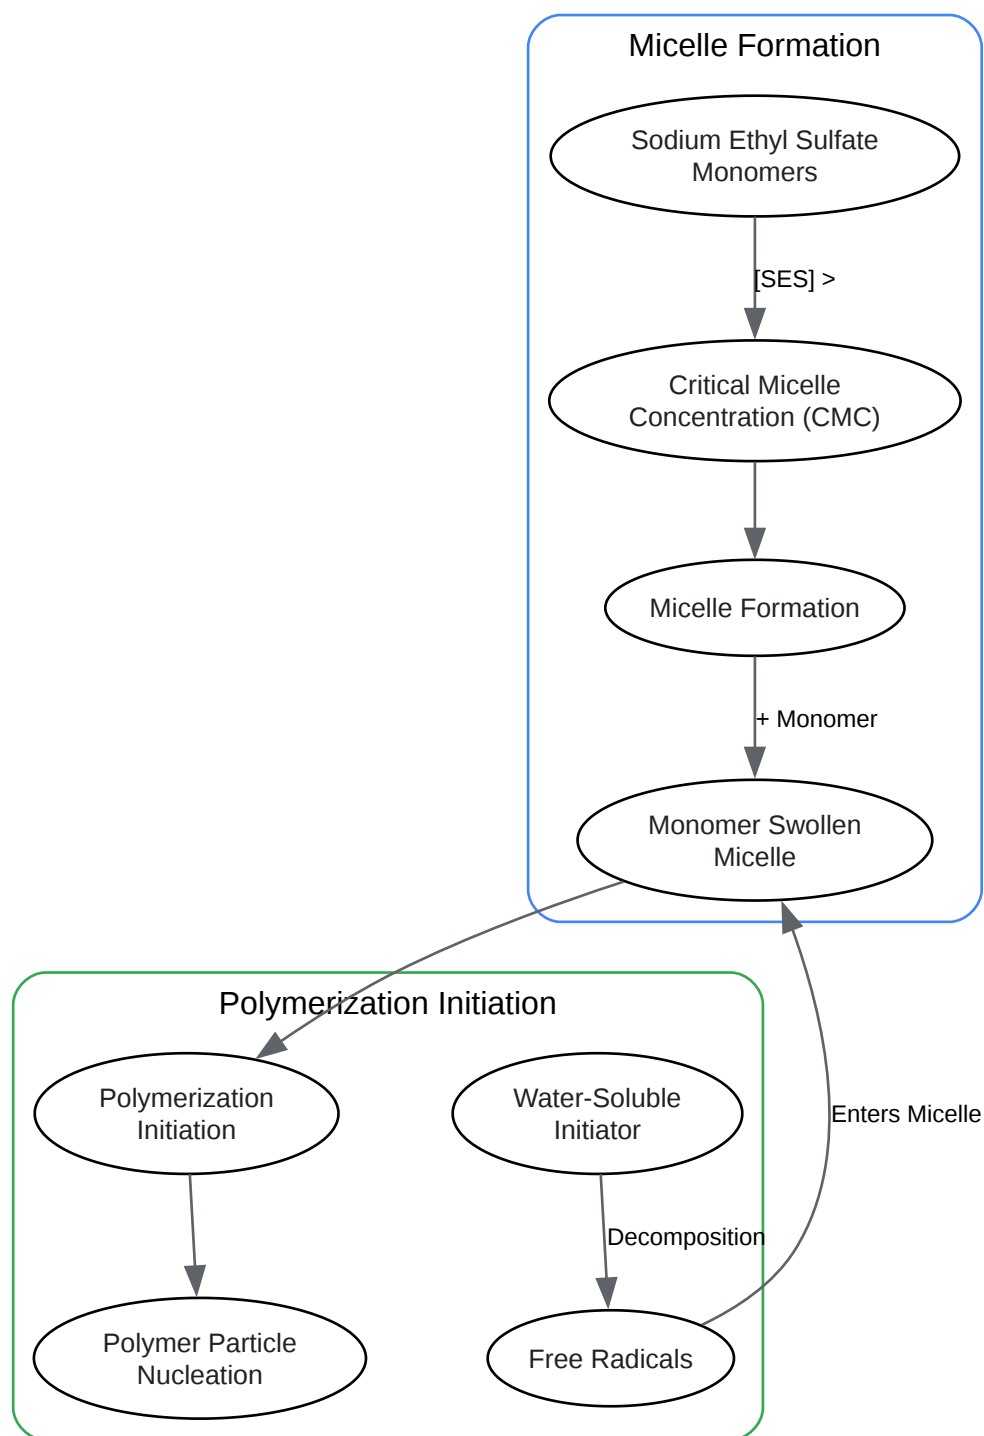 Micelle Formation
Sodium Ethyl Sulfate
Monomers
[SES] >
Critical Micelle
Concentration (CMC)
Micelle Formation
+ Monomer
Monomer Swollen
Micelle
Polymerization Initiation
Polymerization
Initiation
Water-Soluble
Initiator
Enters Micelle
Decomposition
Polymer Particle
Nucleation
Free Radicals